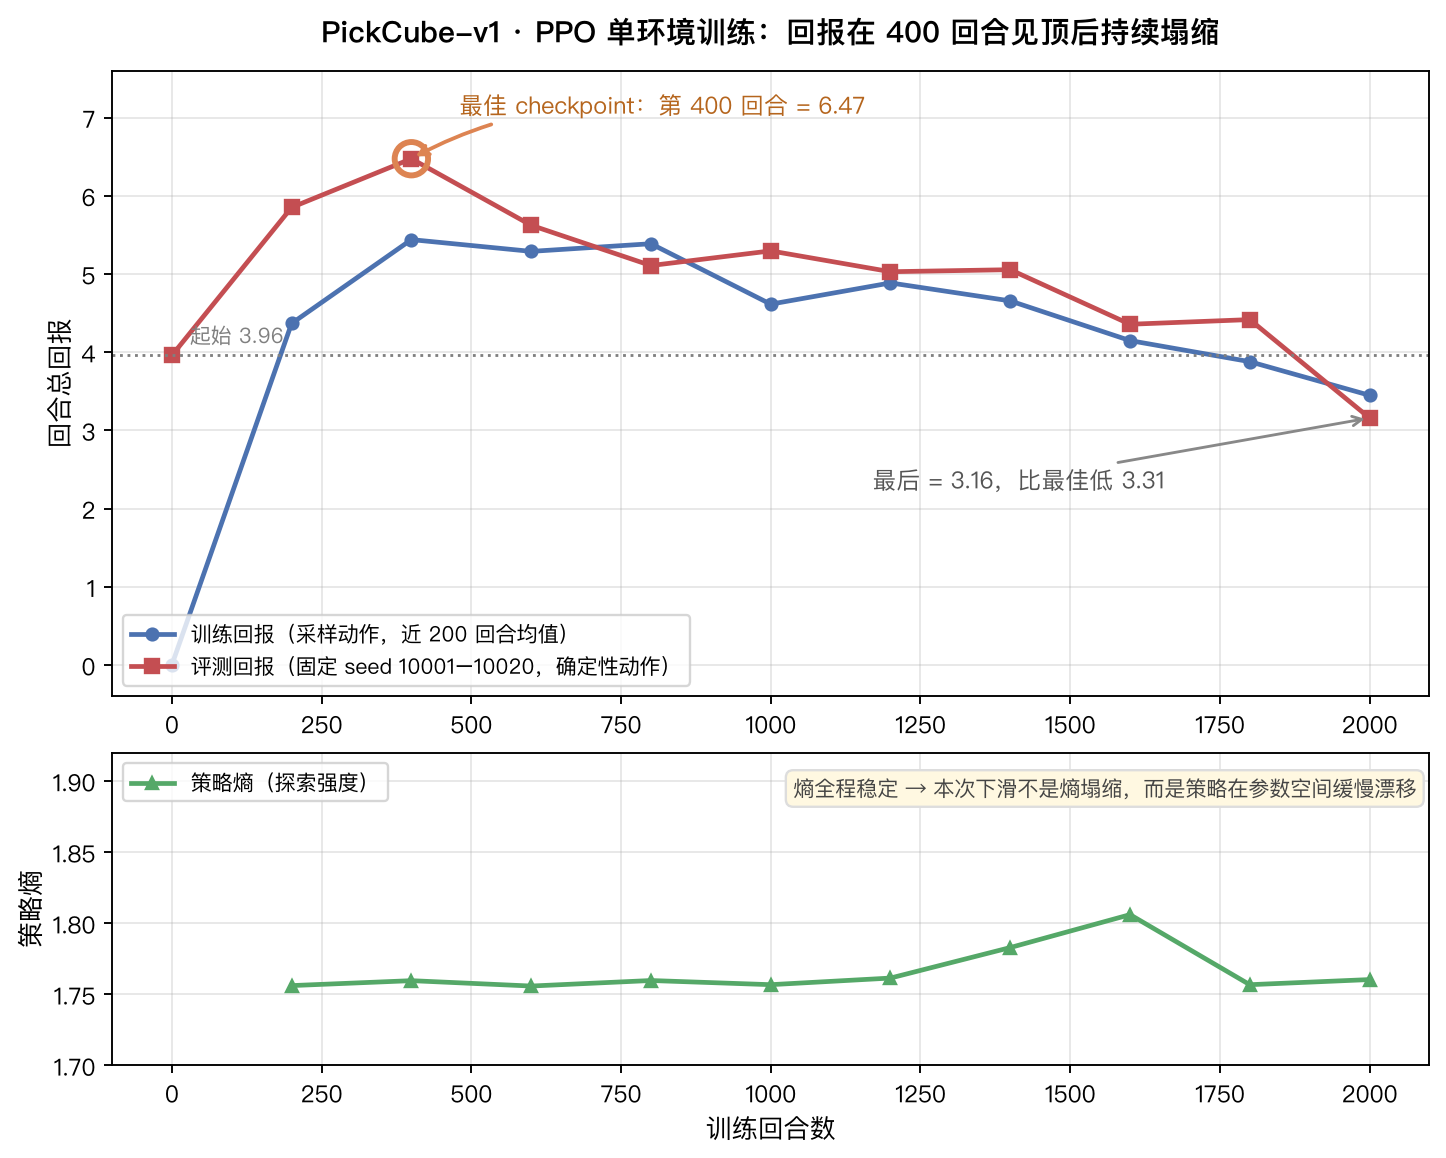 PickCube-v1 · PPO 单环境训练：回报在 400 回合见顶后持续塌缩
最佳 checkpoint：第 400 回合 = 6.47
7
6
5
4
3
2
1
0
回合总回报
起始 3.96
最后 = 3.16，比最佳低 3.31
训练回报（采样动作，近 200 回合均值）
评测回报（固定 seed 10001—10020，确定性动作）
0 250 500 750 1000 1250 1500 1750 2000
策略熵（探索强度）
熵全程稳定 → 本次下滑不是熵塌缩，而是策略在参数空间缓慢漂移
1.90
1.85
1.80
1.75
1.70
策略熵
0 250 500 750 1000 1250 1500 1750 2000
训练回合数